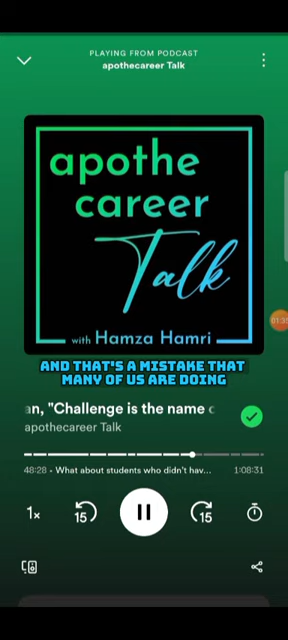 PLAYING FROM PODCAST
apothecareer Talk
apothe
career
Talk
with Hamza Hamri
AND THAT'S A MISTAKE THAT
MANY OF US ARE DOING
an, "Challenge is the name
apothecareer Talk
48:28 • What about students who didn't hav...
1:08:31
1x
15
15